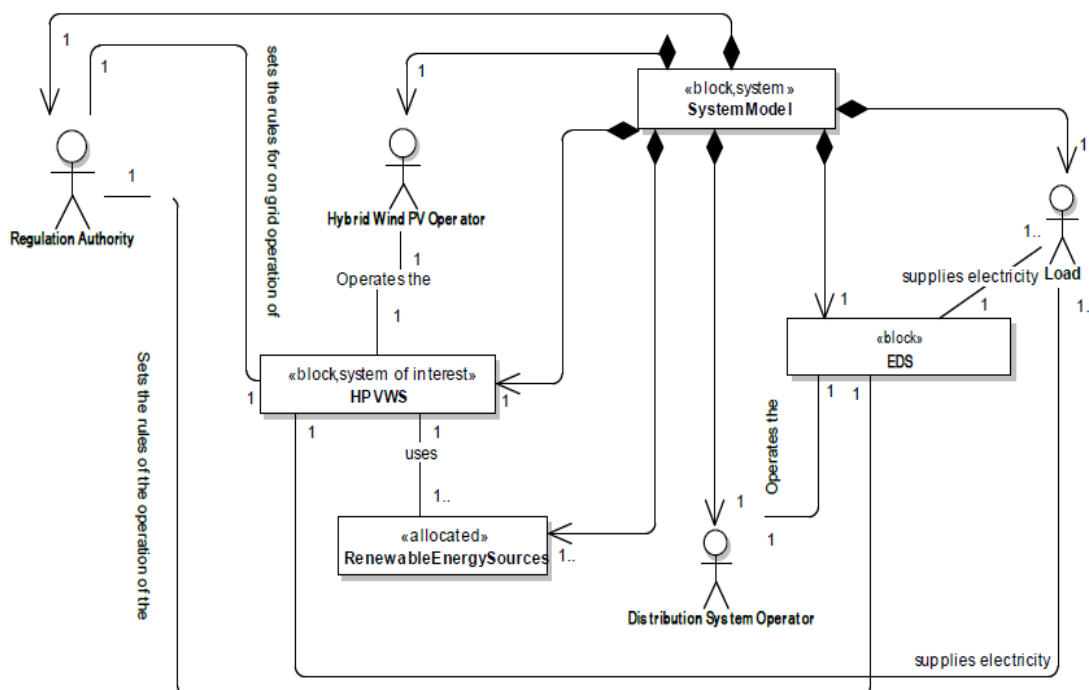 1
1
1
1
sets the rules for on grid operation of
«block,system»
SystemModel
1
Regulation Authority
Hybrid Wind PV Operator
1
Operates the
1
1..
Load
supplies electricity
1
1
1..
«block»
EDS
Sets the rules of the operation of the
«block,system of interest»
HPVWS
1
1
1
1
uses
1..
1
1
Operates the
«allocated»
RenewableEnergySources
1..
1
1
Distribution System Operator
supplies electricity